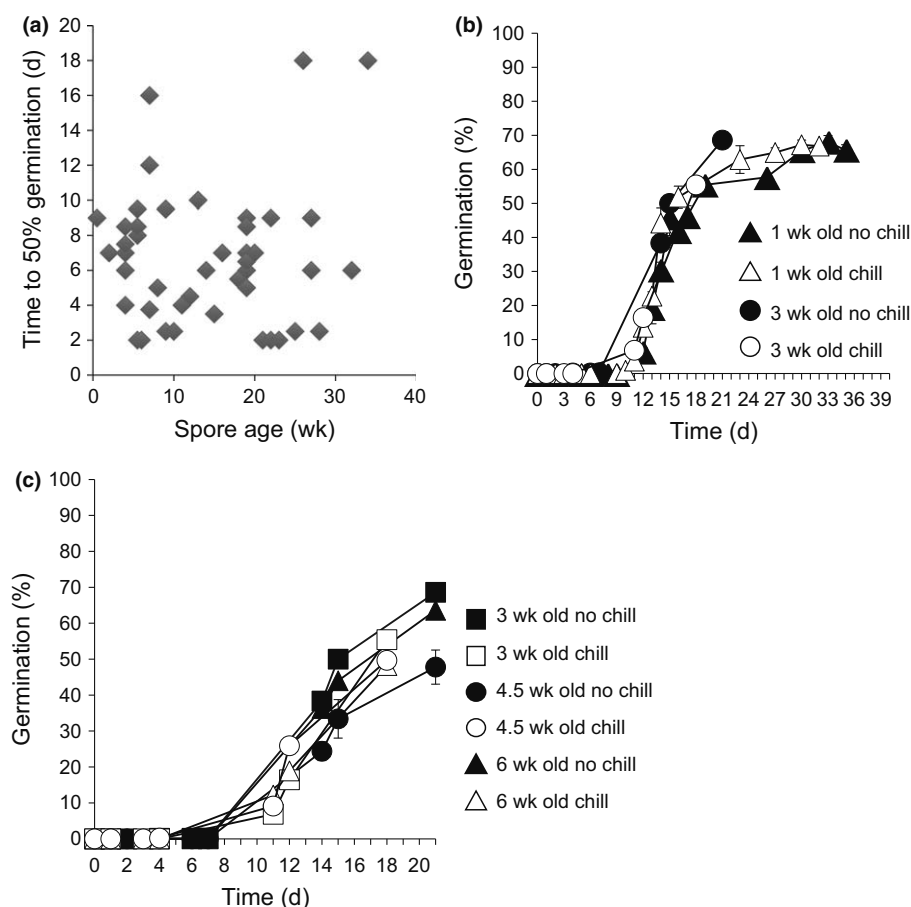 (a)
20
18
16
14
12
10
8
6
4
2
0
Time to 50% germination (d)
0 10 20 30 40
Spore age (wk)
(b)
100
90
80
70
60
50
40
30
20
10
0
Germination (%)
1 wk old no chill
1 wk old chill
3 wk old no chill
3 wk old chill
0 3 6 9 12 15 18 21 24 27 30 33 36 39
Time (d)
(c)
100
90
80
70
60
50
40
30
20
10
0
Germination (%)
3 wk old no chill
3 wk old chill
4.5 wk old no chill
4.5 wk old chill
6 wk old no chill
6 wk old chill
0 2 4 6 8 10 12 14 16 18 20
Time (d)